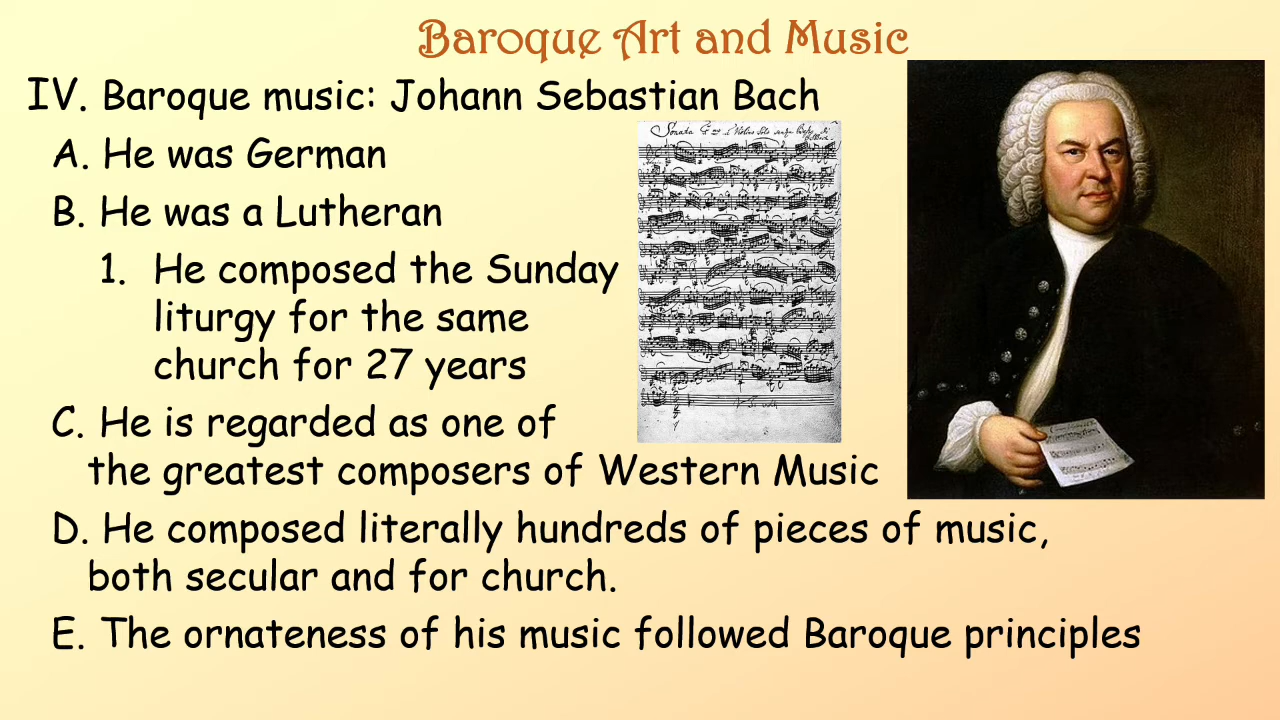 Baroque Art and Music
IV. Baroque music: Johann Sebastian Bach
A. He was German
B. He was a Lutheran
1. He composed the Sunday
liturgy for the same
church for 27 years
C. He is regarded as one of
the greatest composers of Western Music
D. He composed literally hundreds of pieces of music,
both secular and for church.
E. The ornateness of his music followed Baroque principles
Sonata